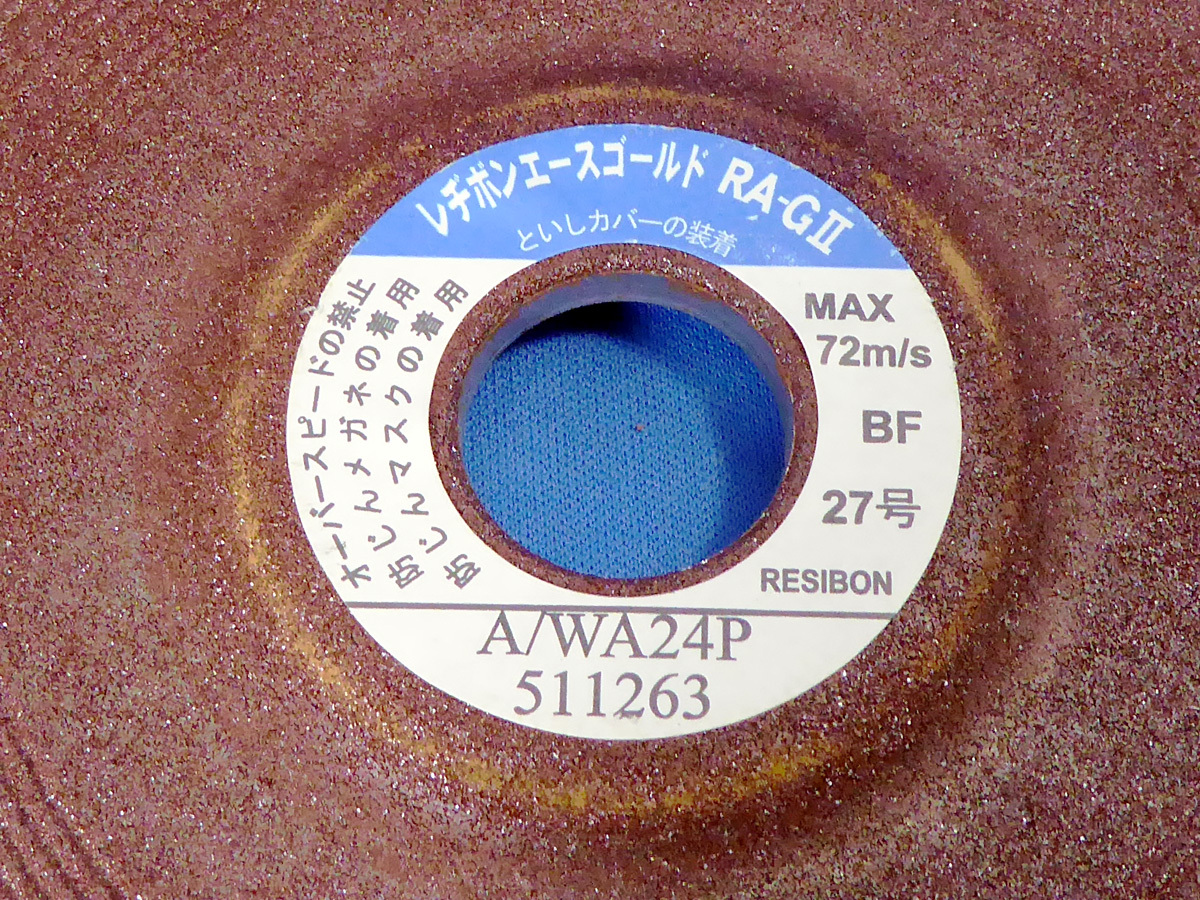 レヂボンエースゴールド RA-GⅡ
といしカバーの装着
オーバースピードの禁止
防じんメガネの着用
防じんマスクの着用
MAX
72m/s
BF
27号
RESIBON
A/WA24P
511263